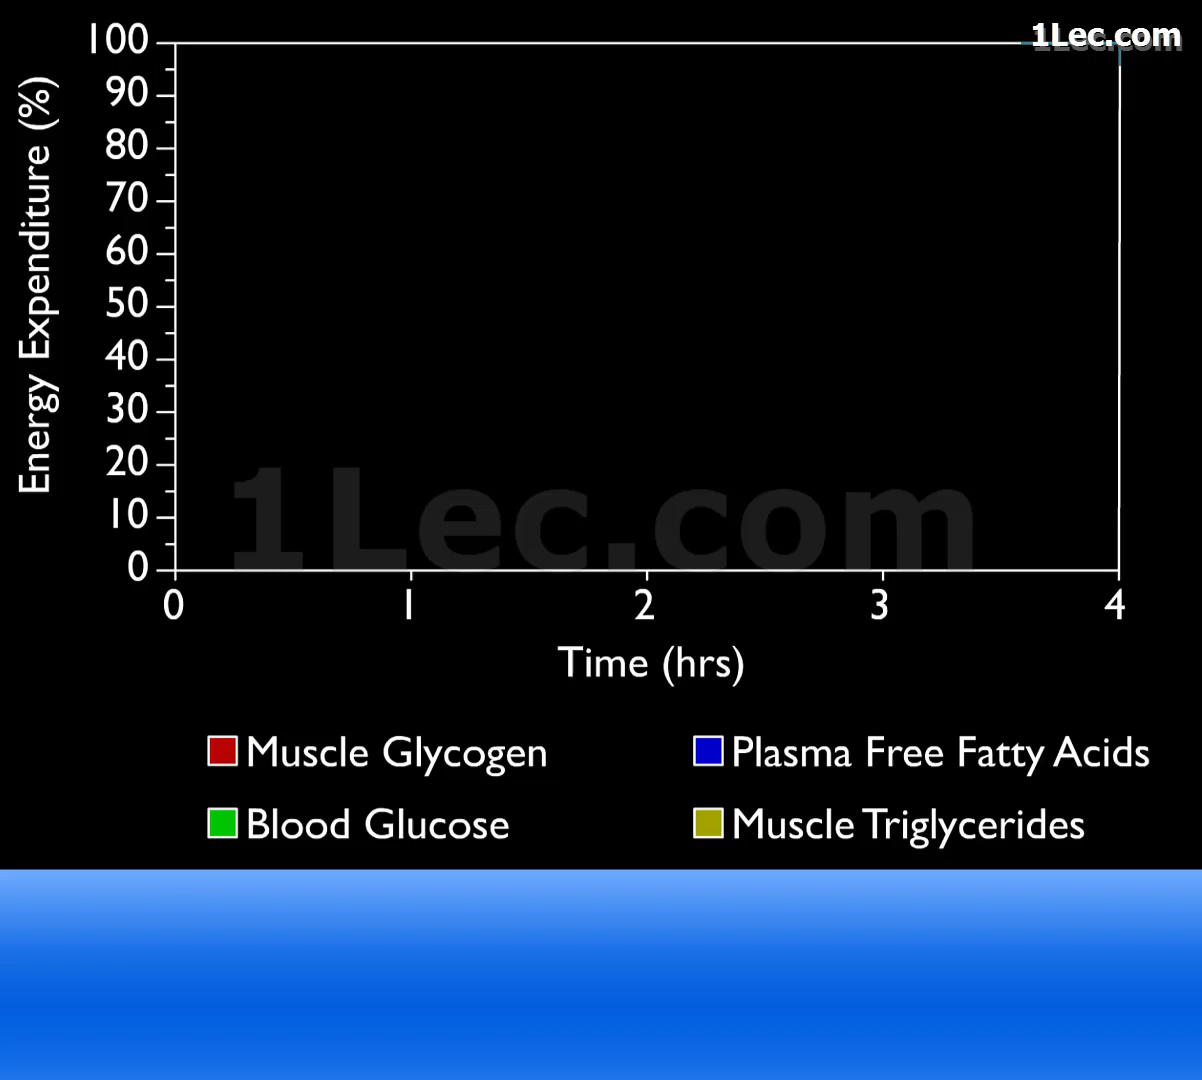 1Lec.com
100
90
80
70
60
50
40
30
20
10
0
Energy Expenditure (%)
1Lec.com
0 1 2 3 4
Time (hrs)
Muscle Glycogen Plasma Free Fatty Acids
Blood Glucose Muscle Triglycerides